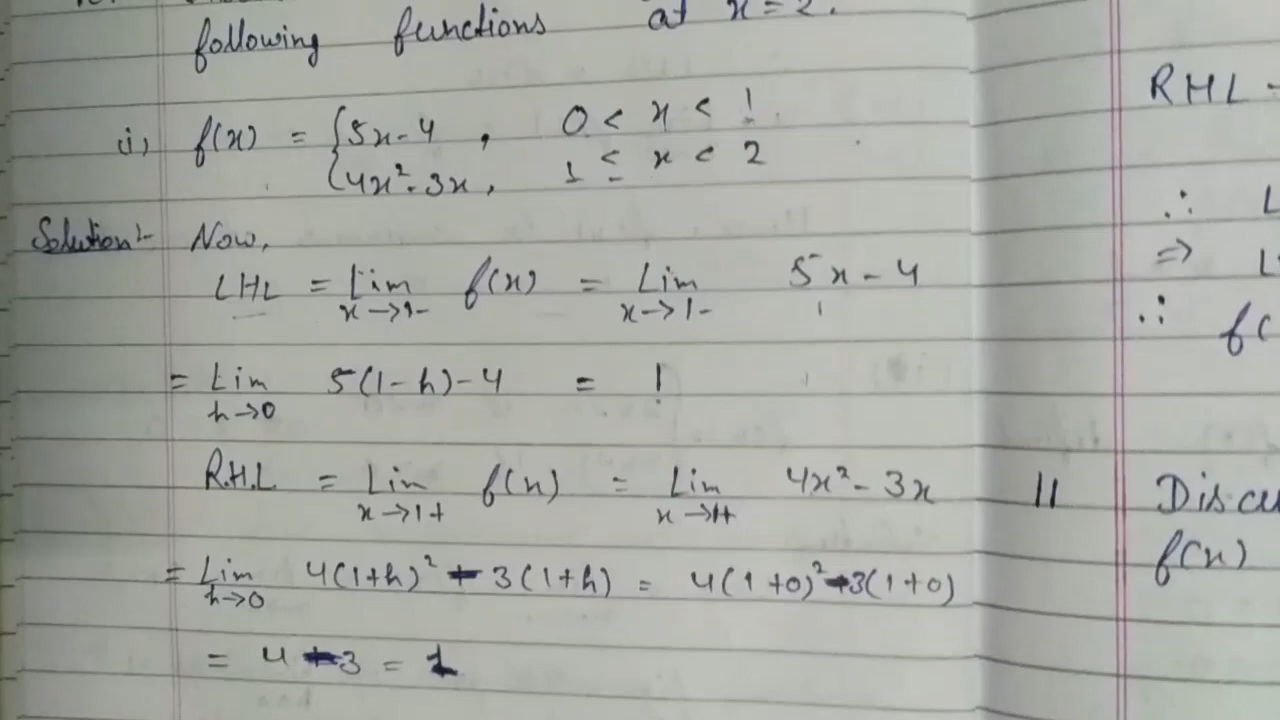 following functions at x = 2.
(i) f(x) = {5x-4 , 0 < x < 1
{4x²-3x, 1 ≤ x < 2
Solution:- Now,
LHL = Lim f(x) = Lim 5x-4
x→1- x→1-
= Lim 5(1-h)-4 = 1
h→0
R.H.L = Lim f(x) = Lim 4x²-3x
x→1+ x→1+
= Lim 4(1+h)² - 3(1+h) = 4(1+0)²-3(1+0)
h→0
= 4-3 = 1
RHL
∴ L
⇒ L
∴ f(
11 Discu
f(x)